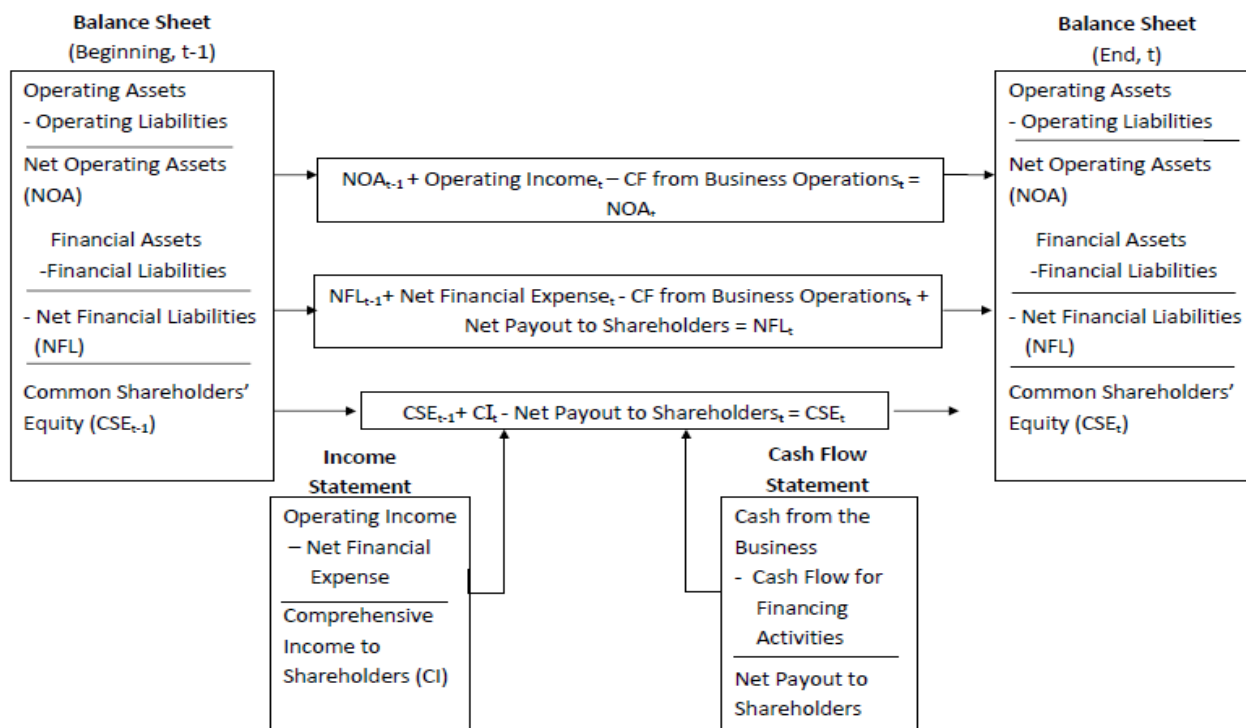 Balance Sheet
(Beginning, t-1)
Operating Assets
- Operating Liabilities
Net Operating Assets
(NOA)
Financial Assets
-Financial Liabilities
- Net Financial Liabilities
(NFL)
Common Shareholders’
Equity (CSEt-1)
NOAt-1 + Operating Incomet – CF from Business Operationst =
NOAt
NFLt-1+ Net Financial Expenset - CF from Business Operationst +
Net Payout to Shareholders = NFLt
CSEt-1+ CIt - Net Payout to Shareholderst = CSEt
Balance Sheet
(End, t)
Operating Assets
- Operating Liabilities
Net Operating Assets
(NOA)
Financial Assets
-Financial Liabilities
- Net Financial Liabilities
(NFL)
Common Shareholders’
Equity (CSEt)
Income
Statement
Operating Income
– Net Financial
Expense
Comprehensive
Income to
Shareholders (CI)
Cash Flow
Statement
Cash from the
Business
- Cash Flow for
Financing
Activities
Net Payout to
Shareholders